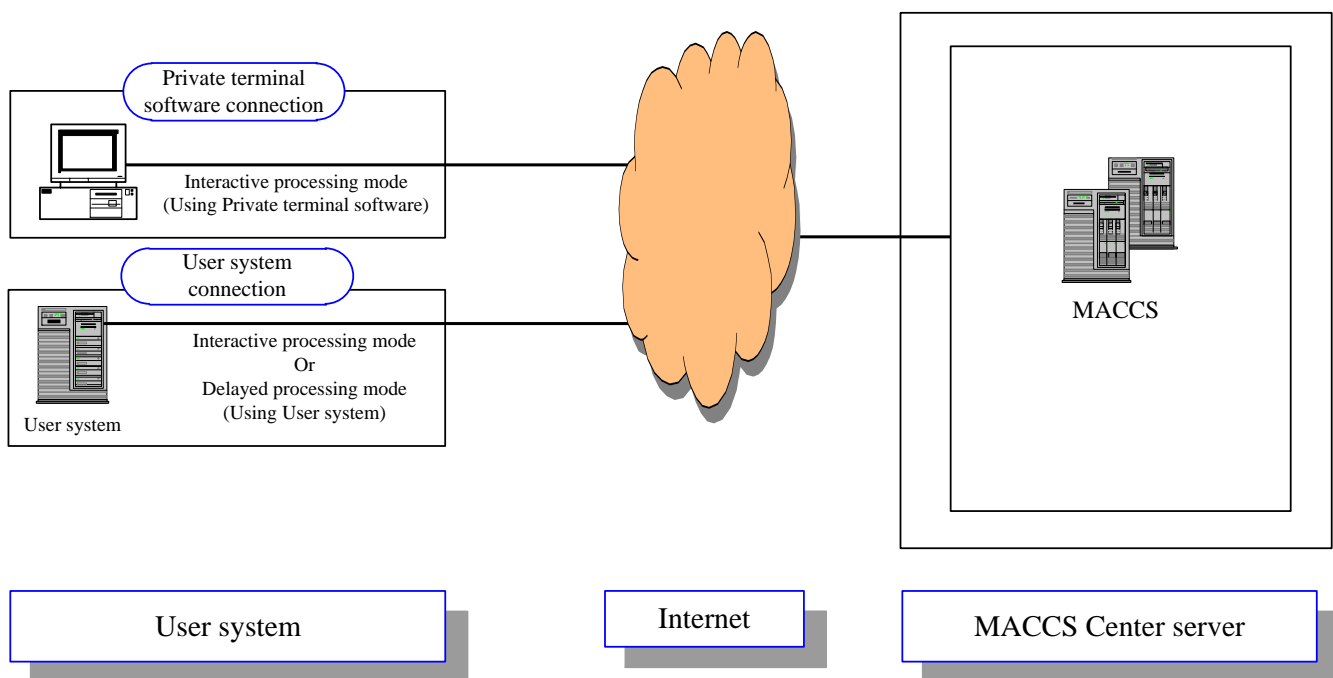 Private terminal
software connection
Interactive processing mode
(Using Private terminal software)
User system
connection
Interactive processing mode
Or
Delayed processing mode
(Using User system)
User system
MACCS
User system
Internet
MACCS Center server